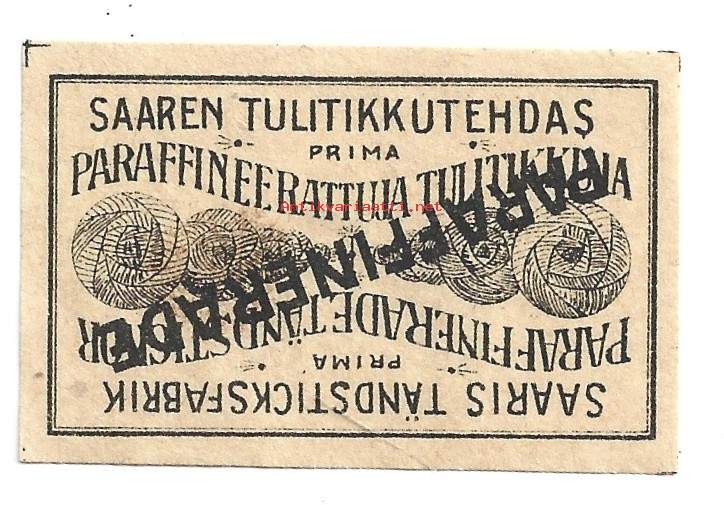 SAAREN TULITIKKUTEHDAS
PRIMA
PARAFFINEERATTUJA TULITIKKUJA
Antikvariaatti.net
PARAFFINERADE
PARAFFINERADE TÄNDSTICKOR
PRIMA
SAARIS TÄNDSTICKSFABRIK